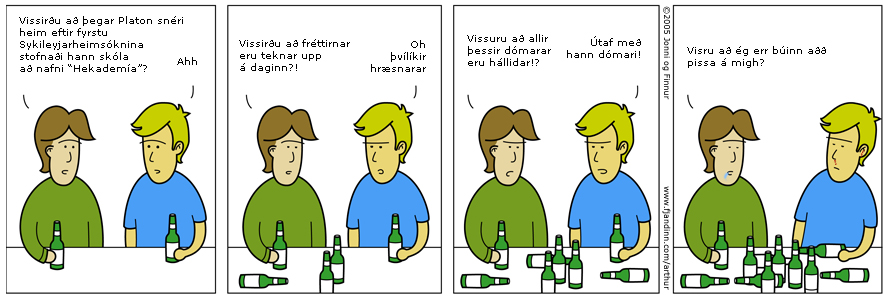 Vissirðu að þegar Platon snéri
heim eftir fyrstu
Sykileyjarheimsóknina
stofnaði hann skóla
að nafni "Hekademía"?
Ahh
Vissirðu að fréttirnar
eru teknar upp
á daginn?!
Oh
þvílíkir
hræsnarar
Vissuru að allir
þessir dómarar
eru hállidar!?
Útaf með
hann dómari!
©2005 Jonni og Finnur
www.fjandinn.com/arthur
Visru að ég err búinn aðð
pissa á migh?